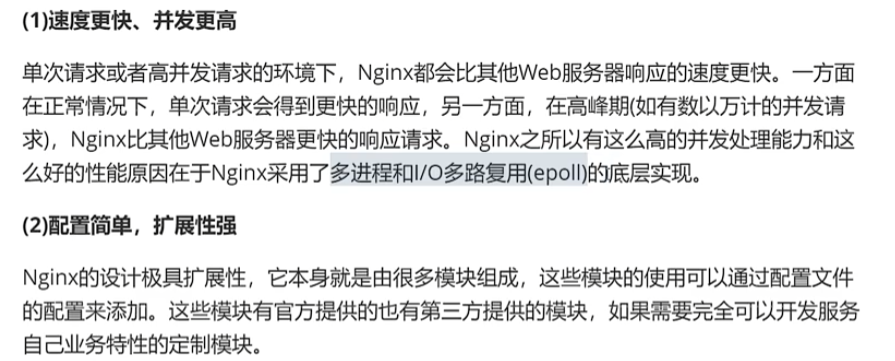 (1)速度更快、并发更高
单次请求或者高并发请求的环境下，Nginx都会比其他Web服务器响应的速度更快。一方面
在正常情况下，单次请求会得到更快的响应，另一方面，在高峰期(如有数以万计的并发请
求)，Nginx比其他Web服务器更快的响应请求。Nginx之所以有这么高的并发处理能力和这
么好的性能原因在于Nginx采用了多进程和I/O多路复用(epoll)的底层实现。
(2)配置简单，扩展性强
Nginx的设计极具扩展性，它本身就是由很多模块组成，这些模块的使用可以通过配置文件
的配置来添加。这些模块有官方提供的也有第三方提供的模块，如果需要完全可以开发服务
自己业务特性的定制模块。